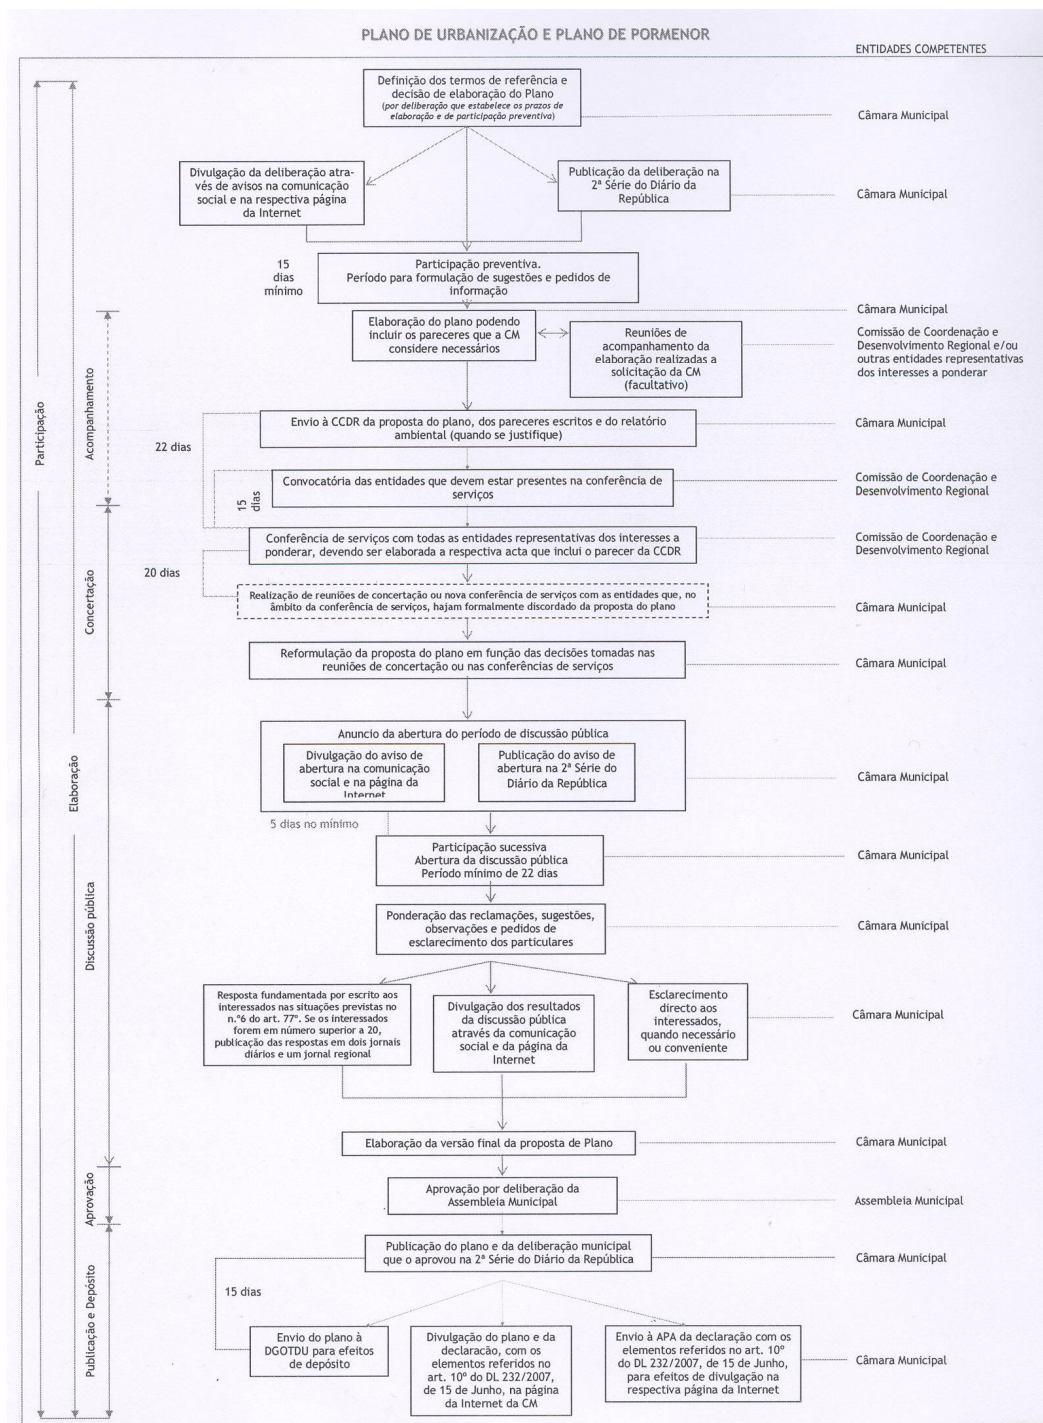 PLANO DE URBANIZAÇÃO E PLANO DE PORMENOR
ENTIDADES COMPETENTES
Definição dos termos de referência e
decisão de elaboração do Plano
(por deliberação que estabelece os prazos de
elaboração e de participação preventiva)
Câmara Municipal
Divulgação da deliberação atra-
vés de avisos na comunicação
social e na respectiva página
da Internet
Publicação da deliberação na
2ª Série do Diário da
República
Câmara Municipal
15
dias
mínimo
Participação preventiva.
Período para formulação de sugestões e pedidos de
informação
Câmara Municipal
Elaboração do plano podendo
incluir os pareceres que a CM
considere necessários
Reuniões de
acompanhamento da
elaboração realizadas a
solicitação da CM
(facultativo)
Comissão de Coordenação e
Desenvolvimento Regional e/ou
outras entidades representativas
dos interesses a ponderar
Participação
Acompanhamento
22 dias
Envio à CCDR da proposta do plano, dos pareceres escritos e do relatório
ambiental (quando se justifique)
Câmara Municipal
15
dias
Convocatória das entidades que devem estar presentes na conferência de
serviços
Comissão de Coordenação e
Desenvolvimento Regional
Conferência de serviços com todas as entidades representativas dos interesses a
ponderar, devendo ser elaborada a respectiva acta que inclui o parecer da CCDR
Comissão de Coordenação e
Desenvolvimento Regional
Concertação
20 dias
Realização de reuniões de concertação ou nova conferência de serviços com as entidades que, no
âmbito da conferência de serviços, hajam formalmente discordado da proposta do plano
Câmara Municipal
Reformulação da proposta do plano em função das decisões tomadas nas
reuniões de concertação ou nas conferências de serviços
Câmara Municipal
Elaboração
Anuncio da abertura do período de discussão pública
Divulgação do aviso de
abertura na comunicação
social e na página da
Internet
Publicação do aviso de
abertura na 2ª Série do
Diário da República
Câmara Municipal
5 dias no mínimo
Participação sucessiva
Abertura da discussão pública
Período mínimo de 22 dias
Câmara Municipal
Discussão pública
Ponderação das reclamações, sugestões,
observações e pedidos de
esclarecimento dos particulares
Câmara Municipal
Resposta fundamentada por escrito aos
interessados nas situações previstas no
n.º6 do art. 77º. Se os interessados
forem em número superior a 20,
publicação das respostas em dois jornais
diários e um jornal regional
Divulgação dos resultados
da discussão pública
através da comunicação
social e da página da
Internet
Esclarecimento
directo aos
interessados,
quando necessário
ou conveniente
Câmara Municipal
Elaboração da versão final da proposta de Plano
Câmara Municipal
Aprovação
Aprovação por deliberação da
Assembleia Municipal
Assembleia Municipal
Publicação e Depósito
Publicação do plano e da deliberação municipal
que o aprovou na 2ª Série do Diário da República
Câmara Municipal
15 dias
Envio do plano à
DGOTDU para efeitos
de depósito
Divulgação do plano e da
declaracão, com os
elementos referidos no
art. 10º do DL 232/2007,
de 15 de Junho, na página
da Internet da CM
Envio à APA da declaração com os
elementos referidos no art. 10º
do DL 232/2007, de 15 de Junho,
para efeitos de divulgação na
respectiva página da Internet
Câmara Municipal